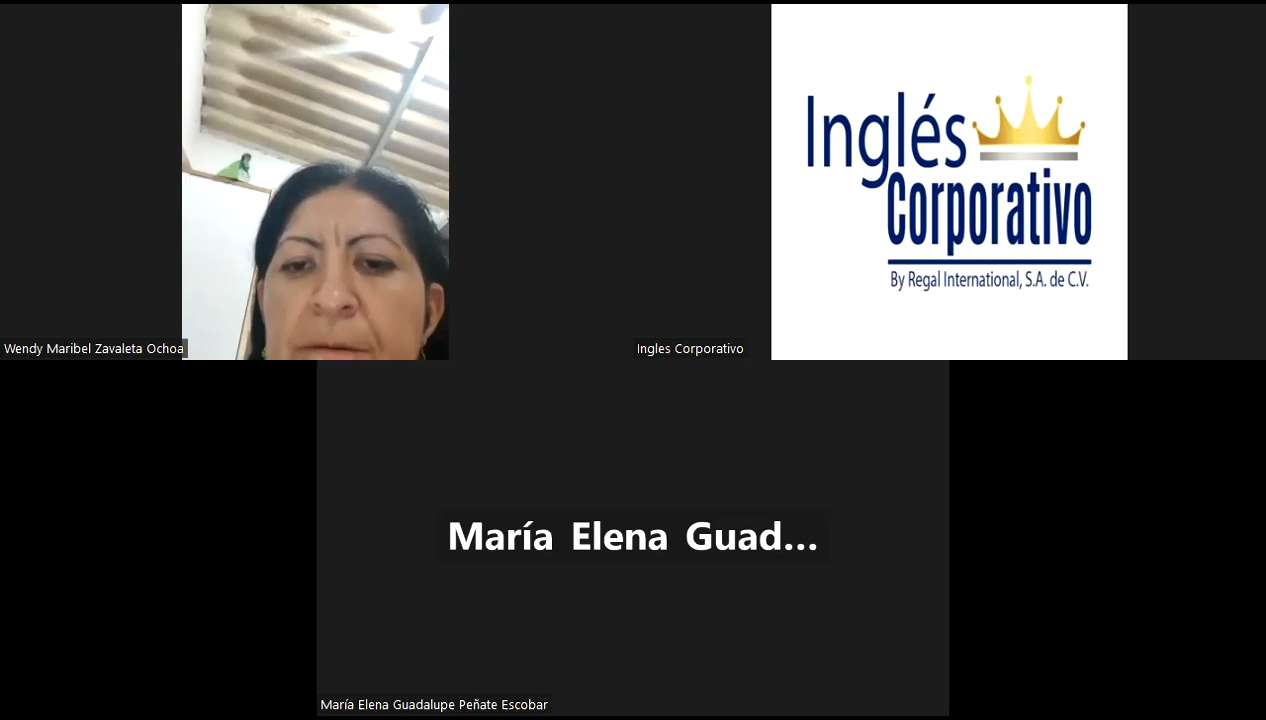 Inglés
Corporativo
By Regal International, S.A. de C.V.
Wendy Maribel Zavaleta Ochoa
Ingles Corporativo
María Elena Guad...
María Elena Guadalupe Peñate Escobar